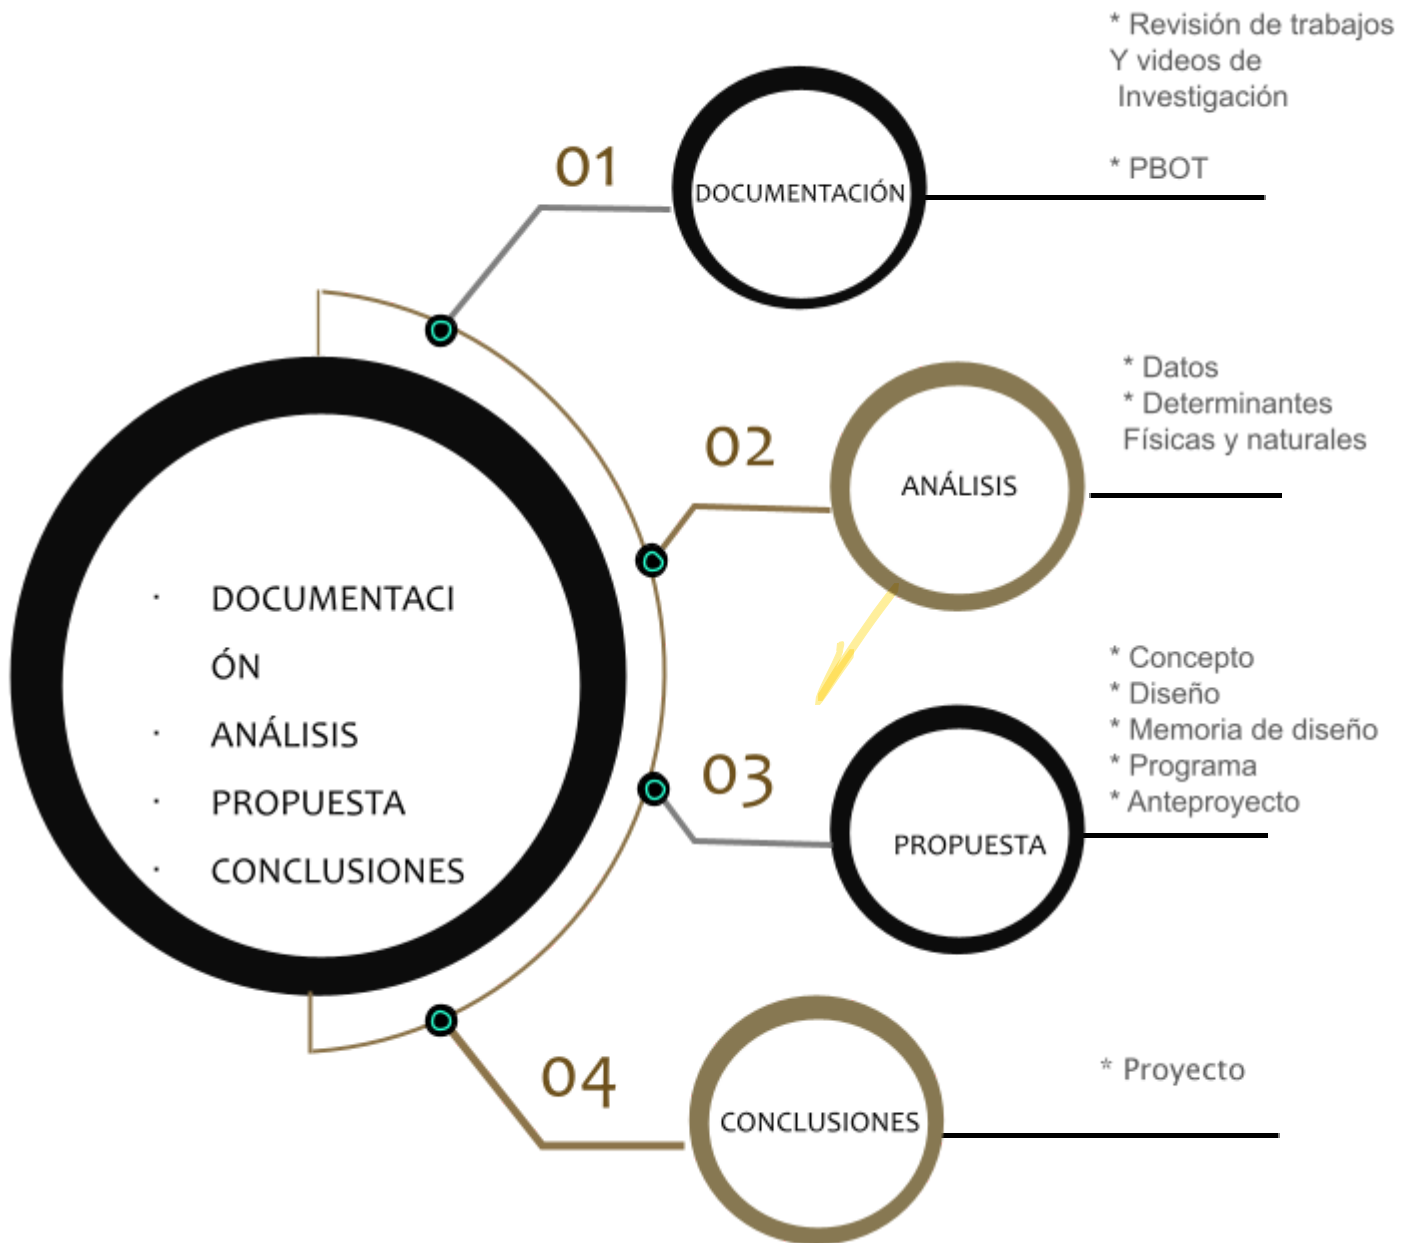 * Revisión de trabajos
Y videos de
Investigación
* PBOT
01
DOCUMENTACIÓN
* Datos
* Determinantes
Físicas y naturales
02
ANÁLISIS
· DOCUMENTACI
ÓN
· ANÁLISIS
· PROPUESTA
· CONCLUSIONES
* Concepto
* Diseño
* Memoria de diseño
* Programa
* Anteproyecto
03
PROPUESTA
* Proyecto
04
CONCLUSIONES